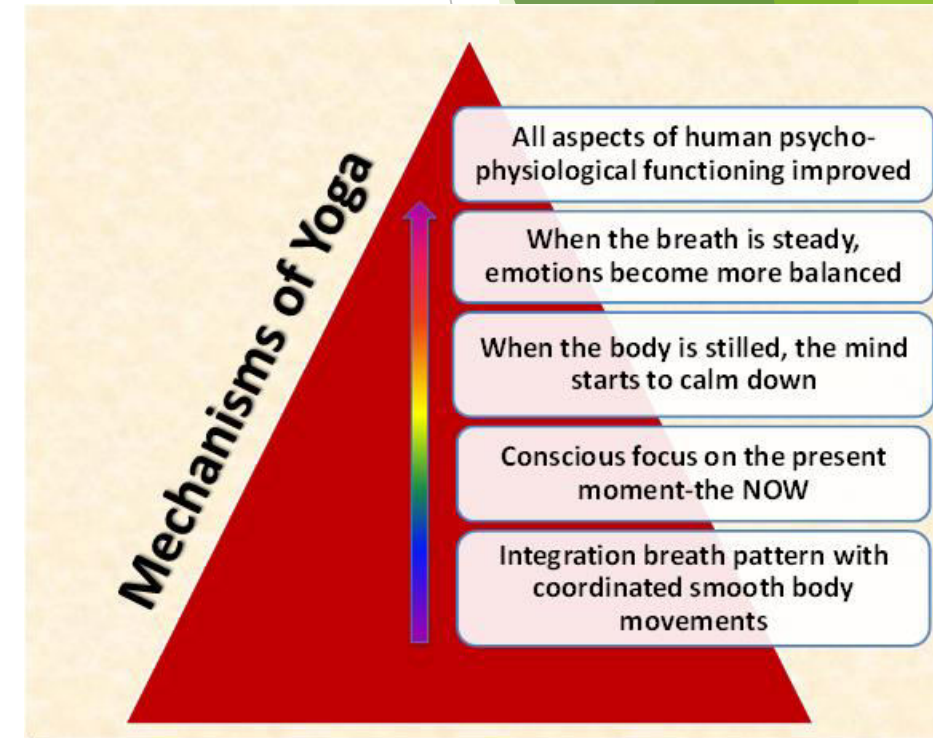 Mechanisms of Yoga
All aspects of human psycho-
physiological functioning improved
When the breath is steady,
emotions become more balanced
When the body is stilled, the mind
starts to calm down
Conscious focus on the present
moment-the NOW
Integration breath pattern with
coordinated smooth body
movements